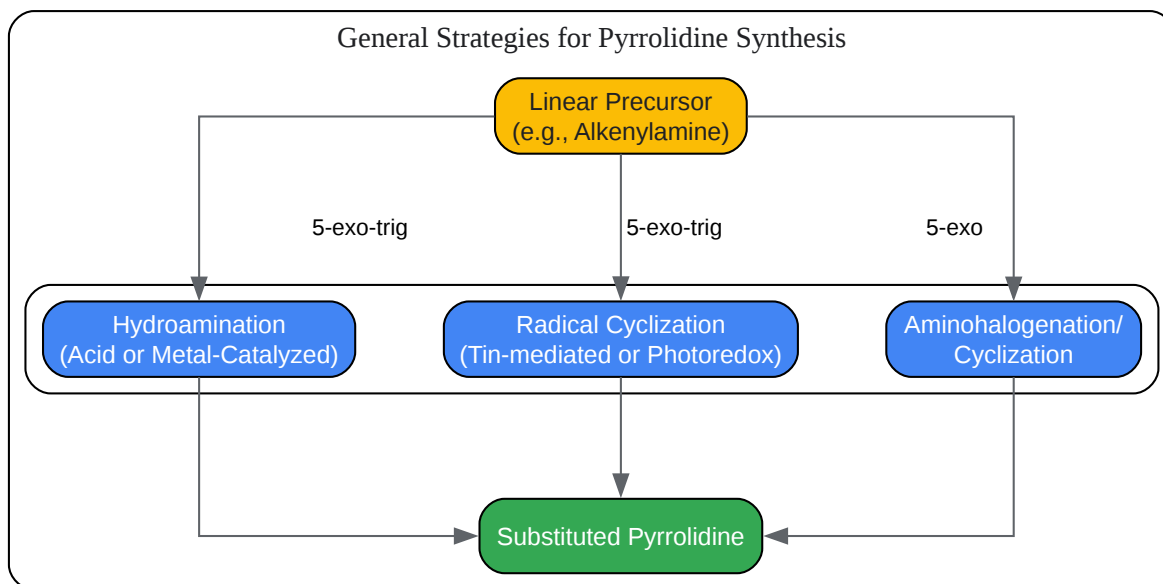 General Strategies for Pyrrolidine Synthesis
Linear Precursor
(e.g., Alkenylamine)
5-exo-trig
5-exo-trig
5-exo
Hydroamination
(Acid or Metal-Catalyzed)
Radical Cyclization
(Tin-mediated or Photoredox)
Aminohalogenation/
Cyclization
Substituted Pyrrolidine